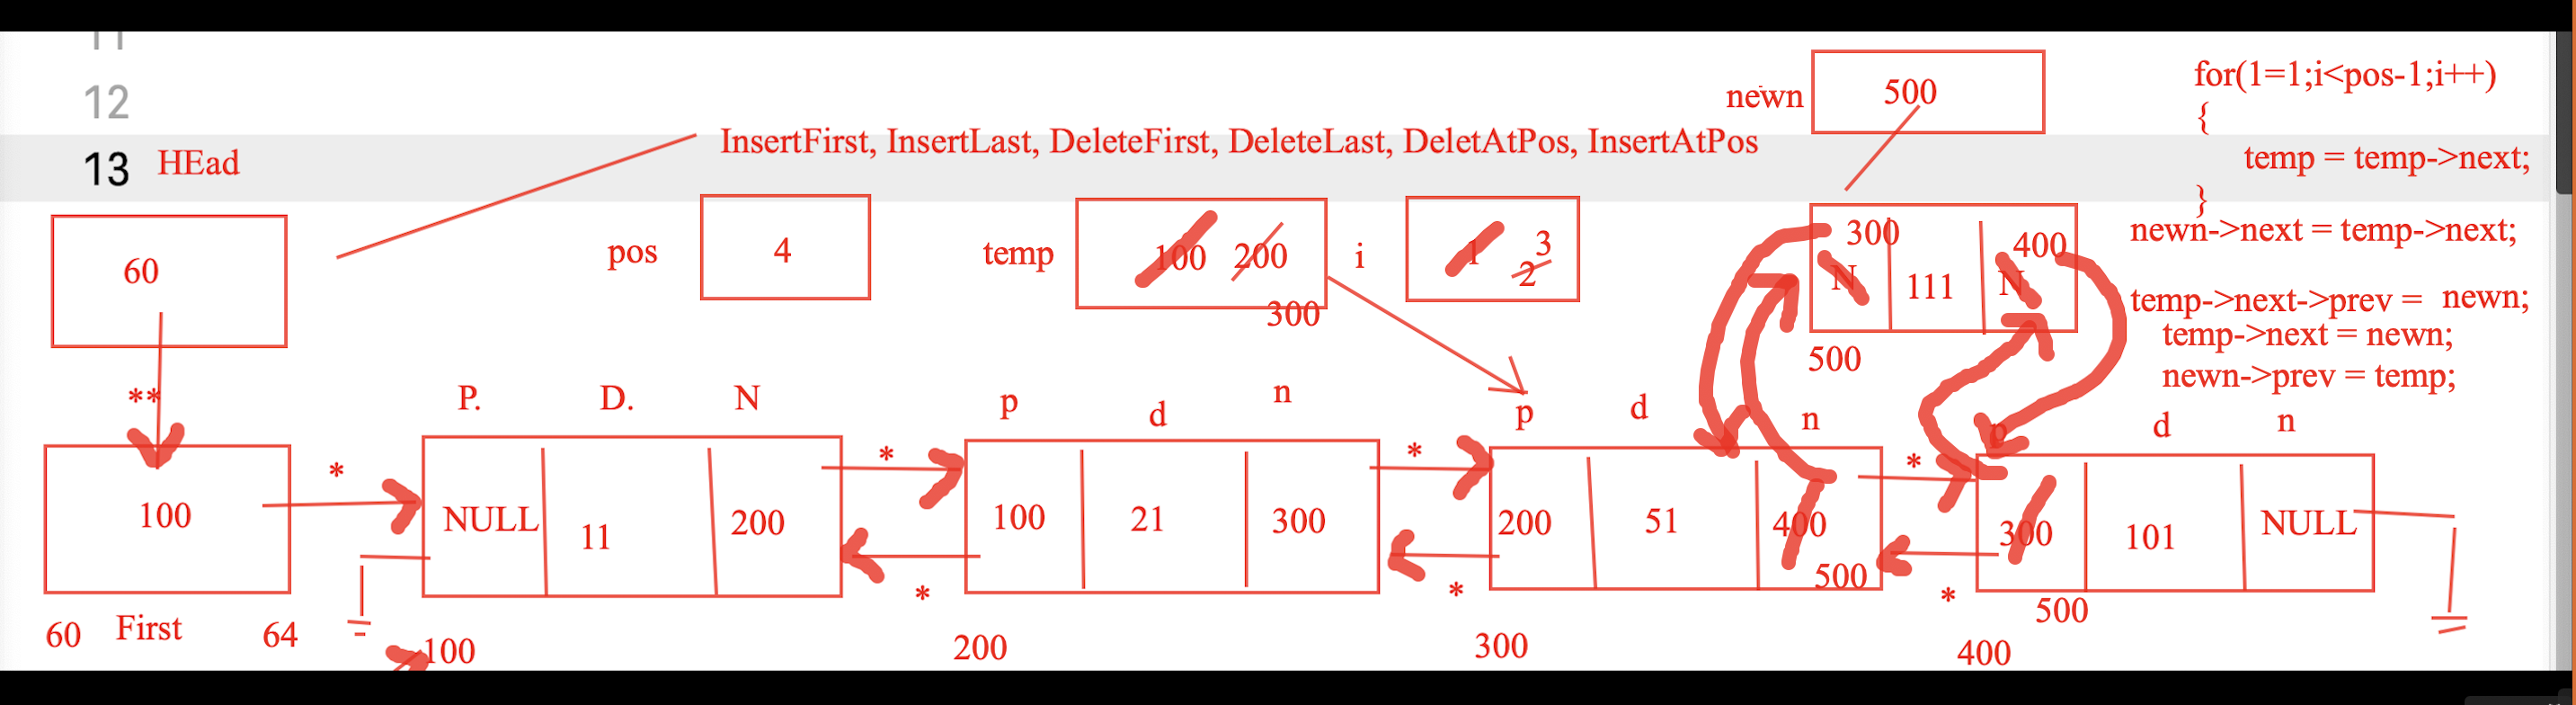 11
12
13 HEad
InsertFirst, InsertLast, DeleteFirst, DeleteLast, DeletAtPos, InsertAtPos
newn 500
for(1=1;i<pos-1;i++)
{
temp = temp->next;
}
newn->next = temp->next;
temp->next->prev = newn;
temp->next = newn;
newn->prev = temp;
60
pos 4
temp 100 200
300
i 1 2 3
300 400
N 111 N
500
** P. D. N p d n p d n p d n
* * * *
100 NULL 11 200 100 21 300 200 51 400 300 101 NULL
500
* * *
500
60 First 64 100 200 300 400